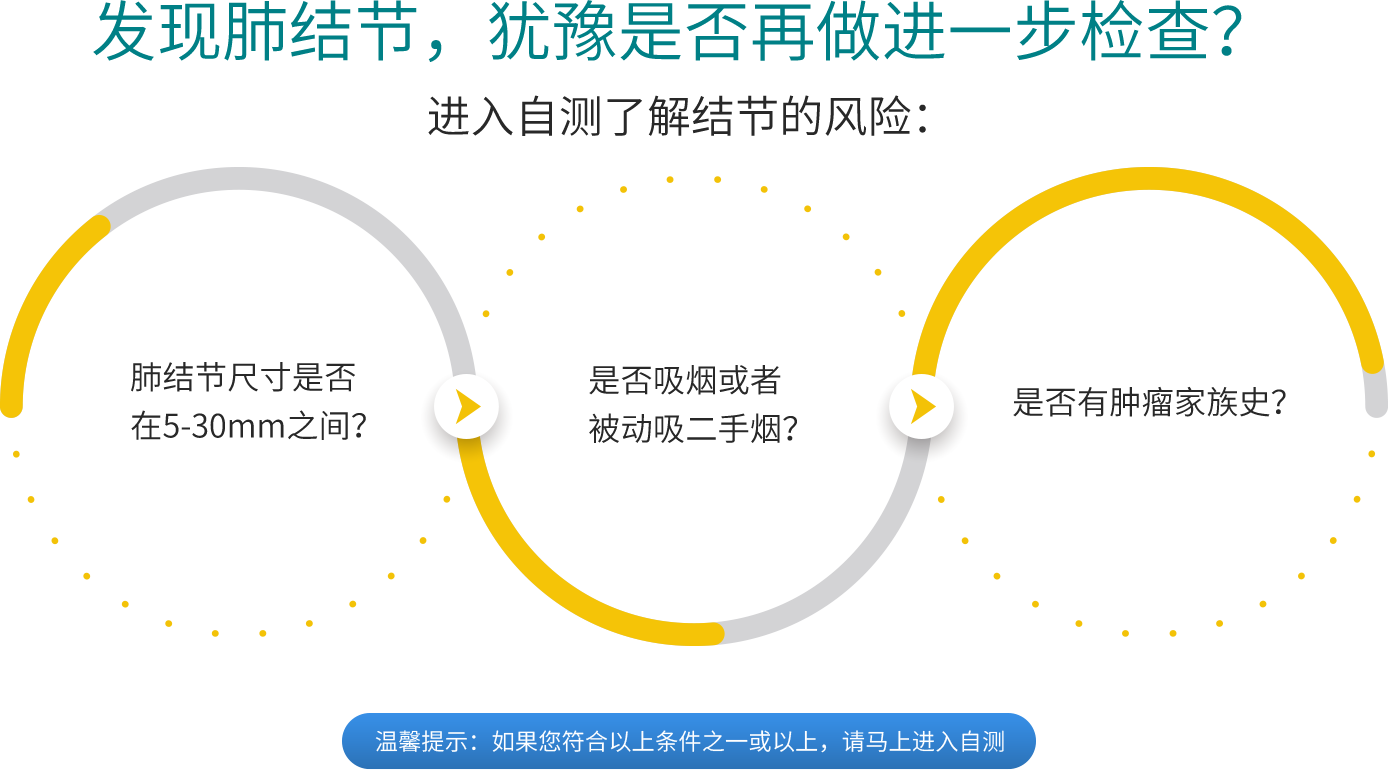 发现肺结节，犹豫是否再做进一步检查？
进入自测了解结节的风险：
肺结节尺寸是否
在5-30mm之间？
是否吸烟或者
被动吸二手烟？
是否有肿瘤家族史？
温馨提示：如果您符合以上条件之一或以上，请马上进入自测